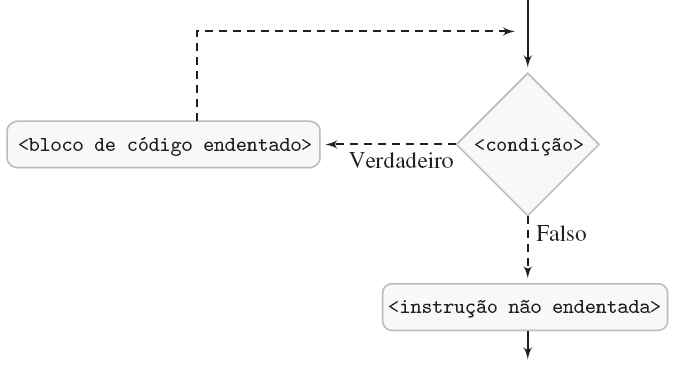 <bloco de código endentado>
<condição>
Verdadeiro
Falso
<instrução não endentada>